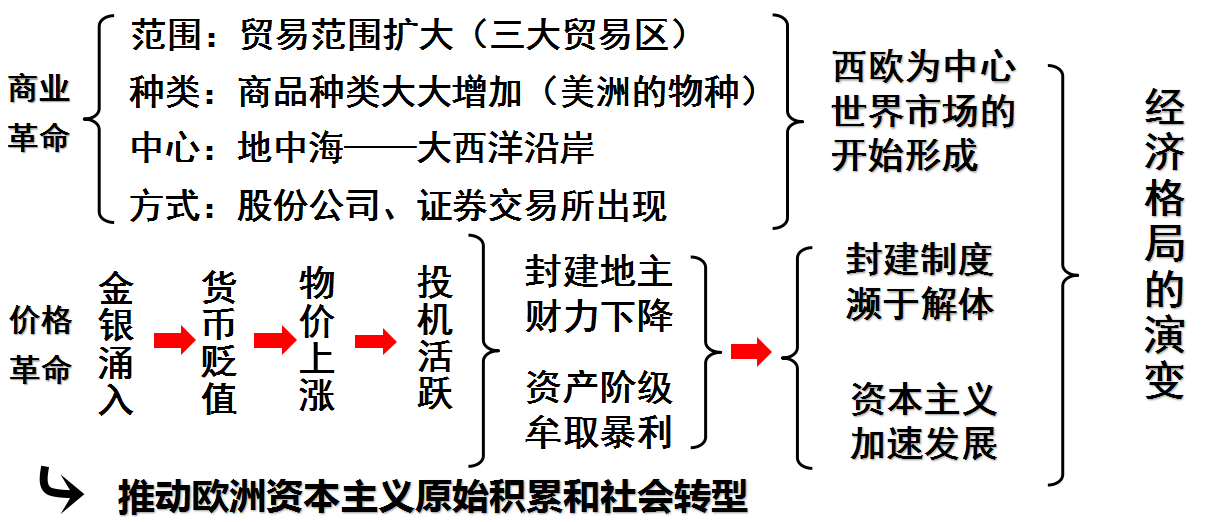 商业
革命
范围：贸易范围扩大（三大贸易区）
种类：商品种类大大增加（美洲的物种）
中心：地中海——大西洋沿岸
方式：股份公司、证券交易所出现
西欧为中心
世界市场的
开始形成
价格
革命
金银涌入
货币贬值
物价上涨
投机活跃
封建地主
财力下降
资产阶级
牟取暴利
封建制度
濒于解体
资本主义
加速发展
经济格局的演变
推动欧洲资本主义原始积累和社会转型